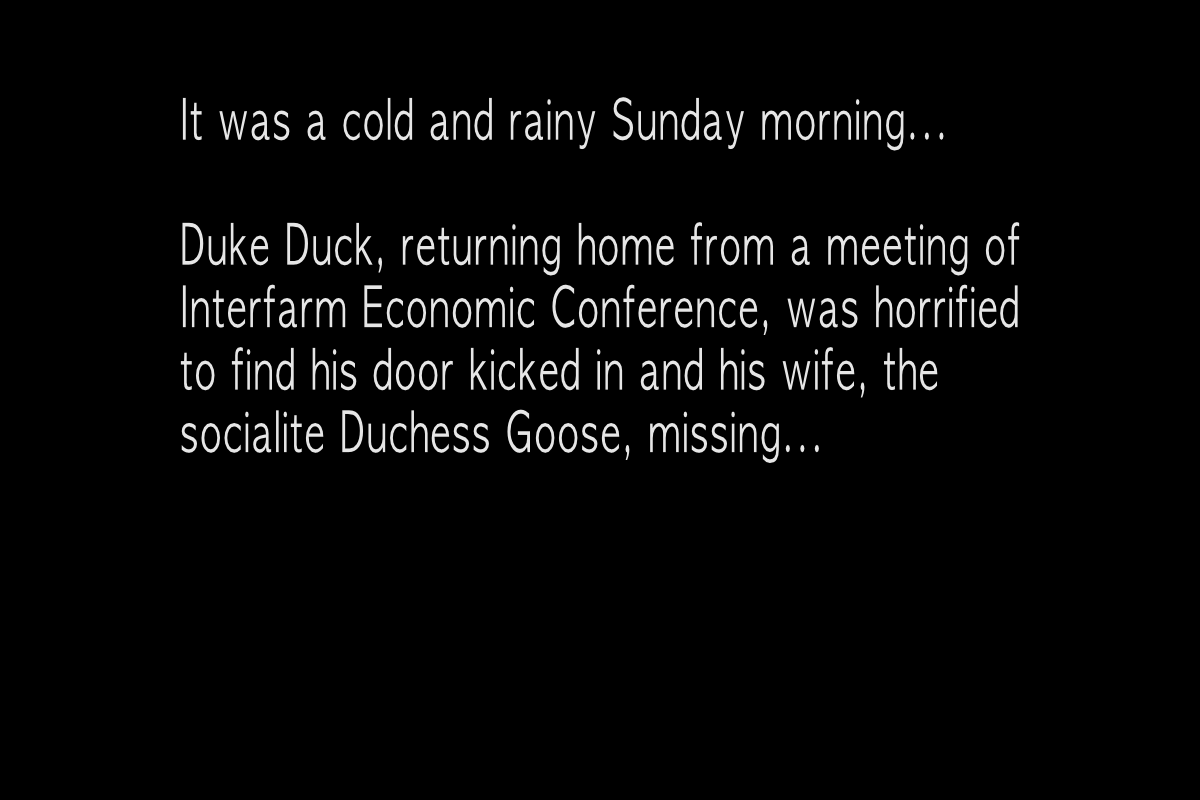 It was a cold and rainy Sunday morning...
Duke Duck, returning home from a meeting of
Interfarm Economic Conference, was horrified
to find his door kicked in and his wife, the
socialite Duchess Goose, missing...